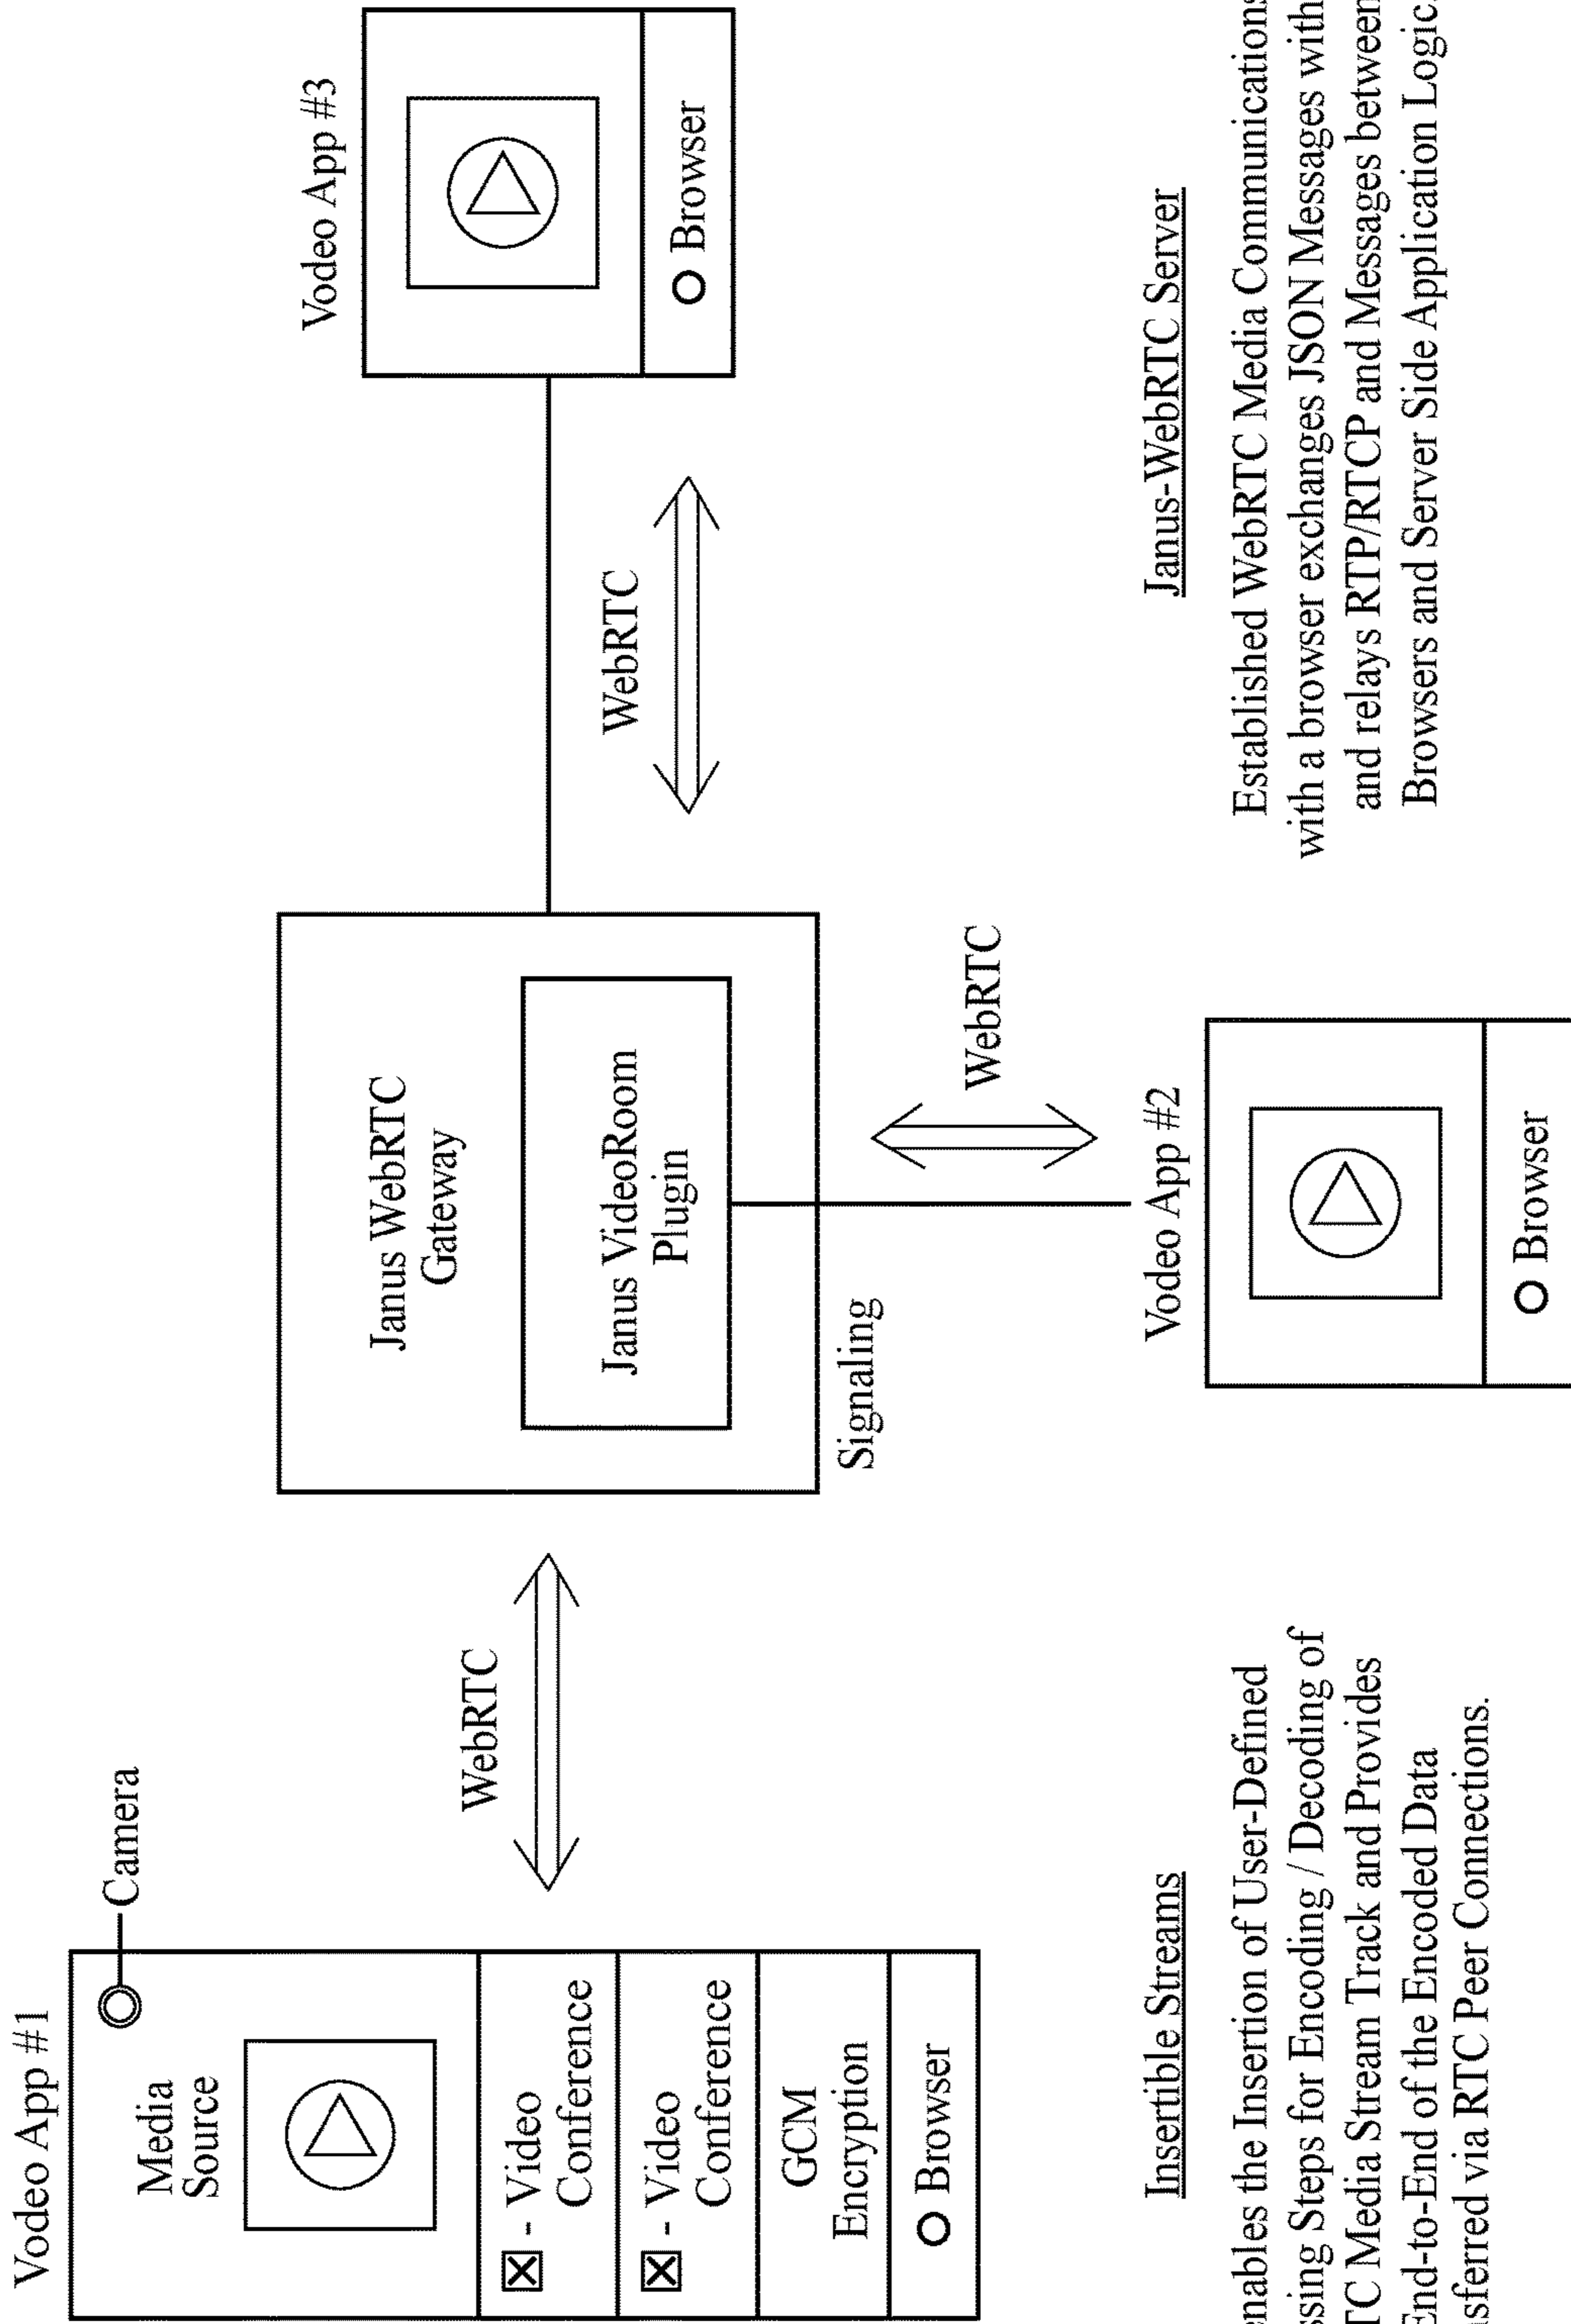 Vodeo App #1
Camera
Media
Source
- Video
Conference
- Video
Conference
GCM
Encryption
Browser
WebRTC
Janus WebRTC
Gateway
Janus VideoRoom
Plugin
Signaling
WebRTC
Vodeo App #2
Browser
WebRTC
Vodeo App #3
Browser
Insertible Streams
enables the Insertion of User-Defined
Steps for Encoding / Decoding of
Media Stream Track and Provides
End-to-End of the Encoded Data
via RTC Peer Connections.
Janus-WebRTC Server
Established WebRTC Media Communications
with a browser exchanges JSON Messages with
and relays RTP/RTCP and Messages between
Browsers and Server Side Application Logic.